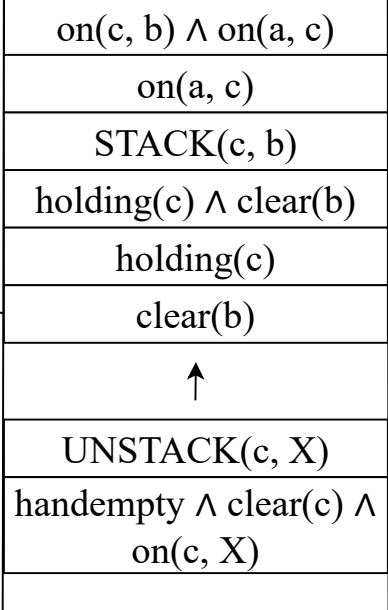 on(c, b) ∧ on(a, c)
on(a, c)
STACK(c, b)
holding(c) ∧ clear(b)
holding(c)
clear(b)
UNSTACK(c, X)
handempty ∧ clear(c) ∧
on(c, X)